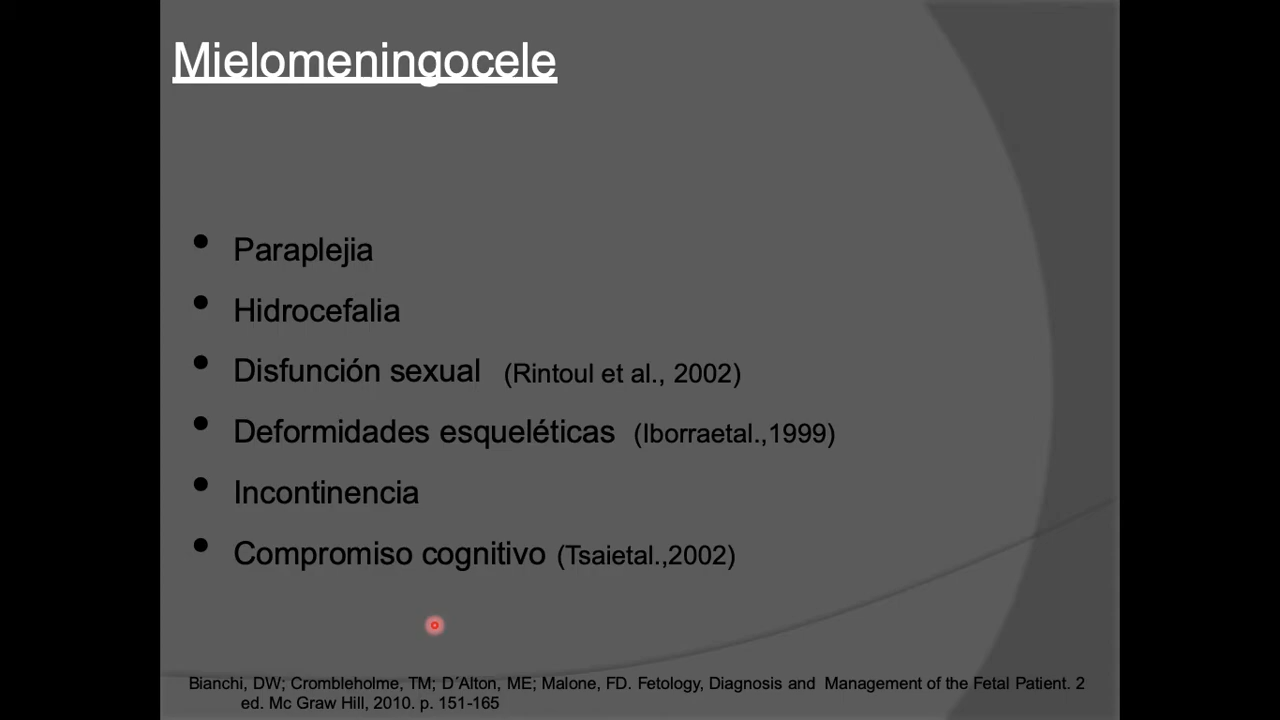 Mielomeningocele
• Paraplejia
• Hidrocefalia
• Disfunción sexual (Rintoul et al., 2002)
• Deformidades esqueléticas (Iborraetal.,1999)
• Incontinencia
• Compromiso cognitivo (Tsaietal.,2002)
Bianchi, DW; Crombleholme, TM; D´Alton, ME; Malone, FD. Fetology, Diagnosis and Management of the Fetal Patient. 2
ed. Mc Graw Hill, 2010. p. 151-165